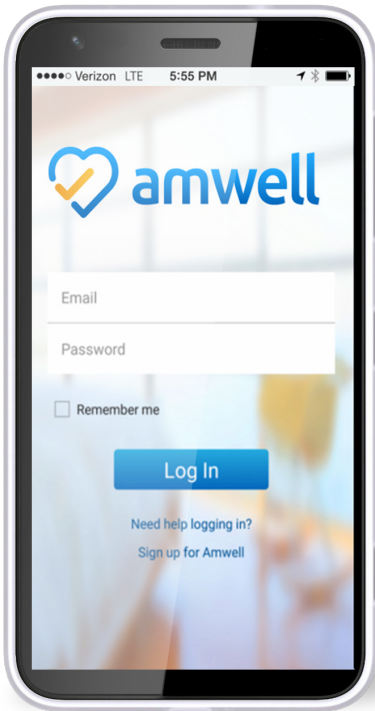 Verizon LTE 5:55 PM
amwell
Email
Password
Remember me
Log In
Need help logging in?
Sign up for Amwell